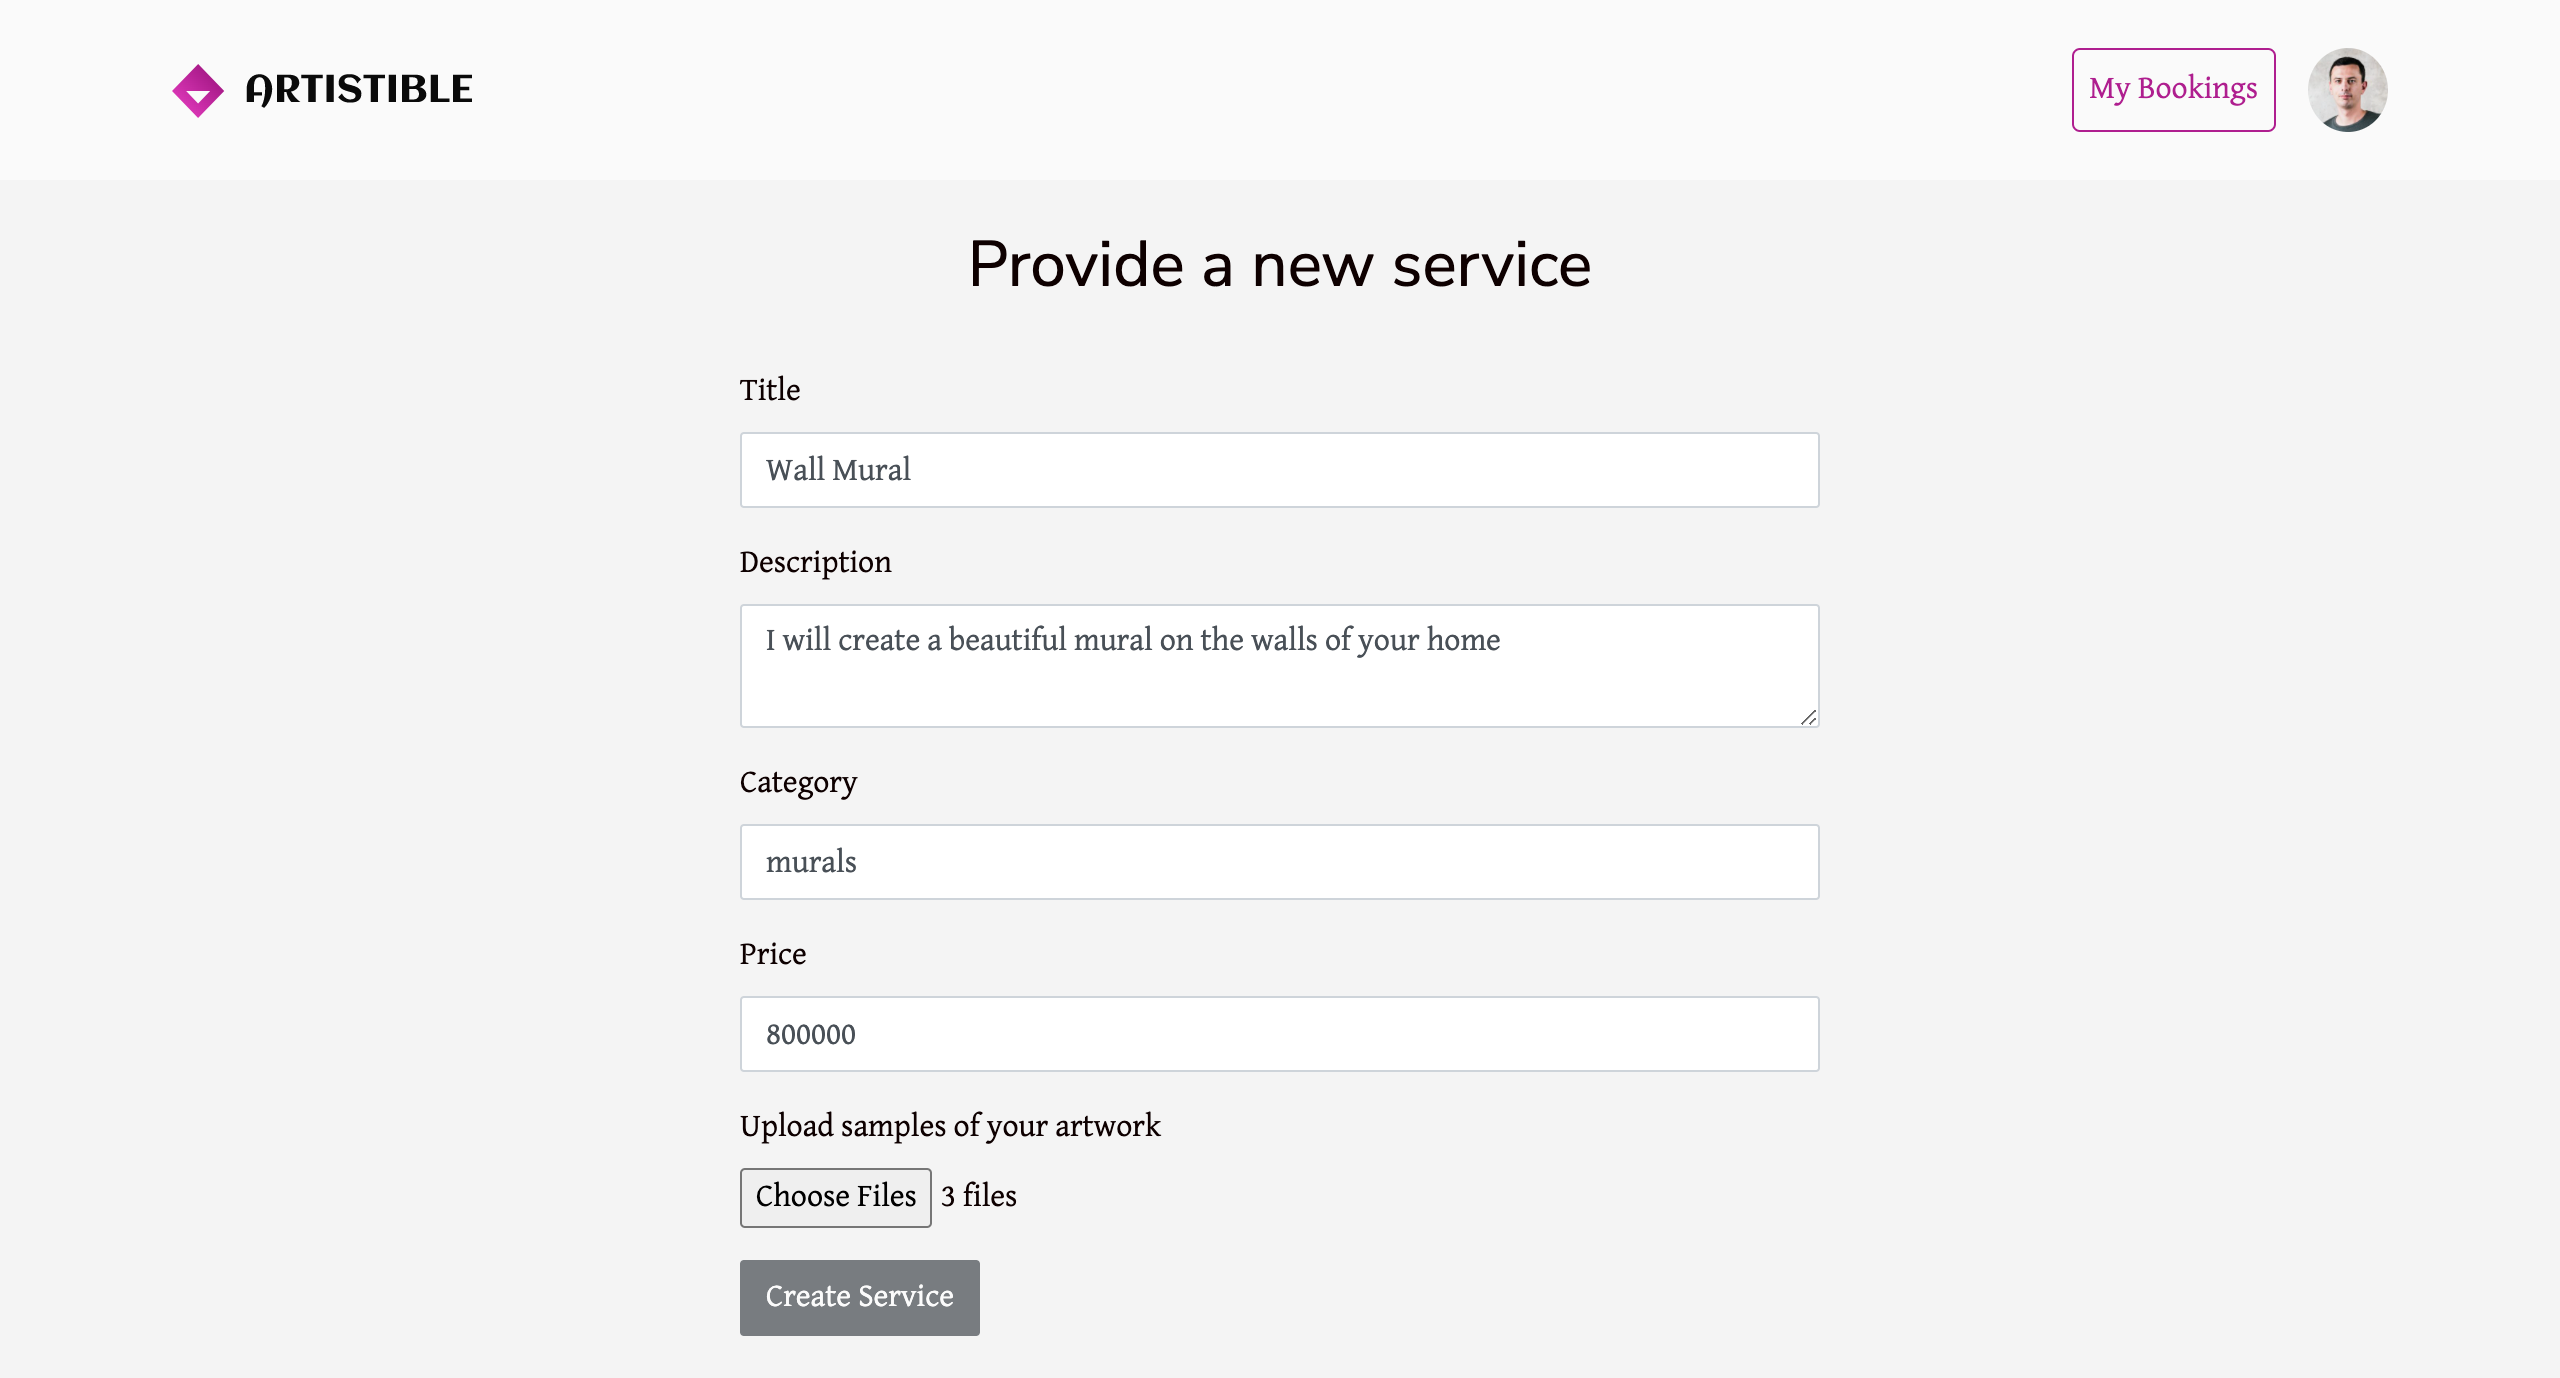 ARTISTIBLE
My Bookings
Provide a new service
Title
Wall Mural
Description
I will create a beautiful mural on the walls of your home
Category
murals
Price
800000
Upload samples of your artwork
Choose Files 3 files
Create Service